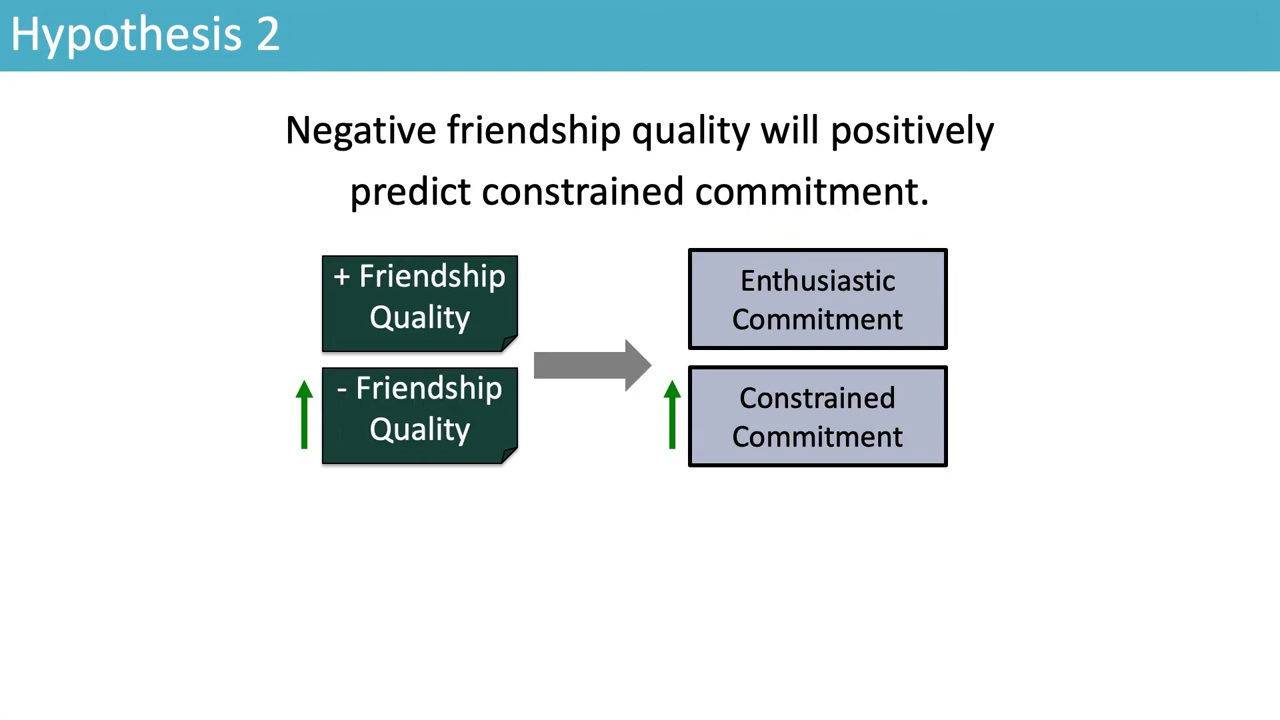 Hypothesis 2
Negative friendship quality will positively
predict constrained commitment.
+ Friendship
Quality
- Friendship
Quality
Enthusiastic
Commitment
Constrained
Commitment